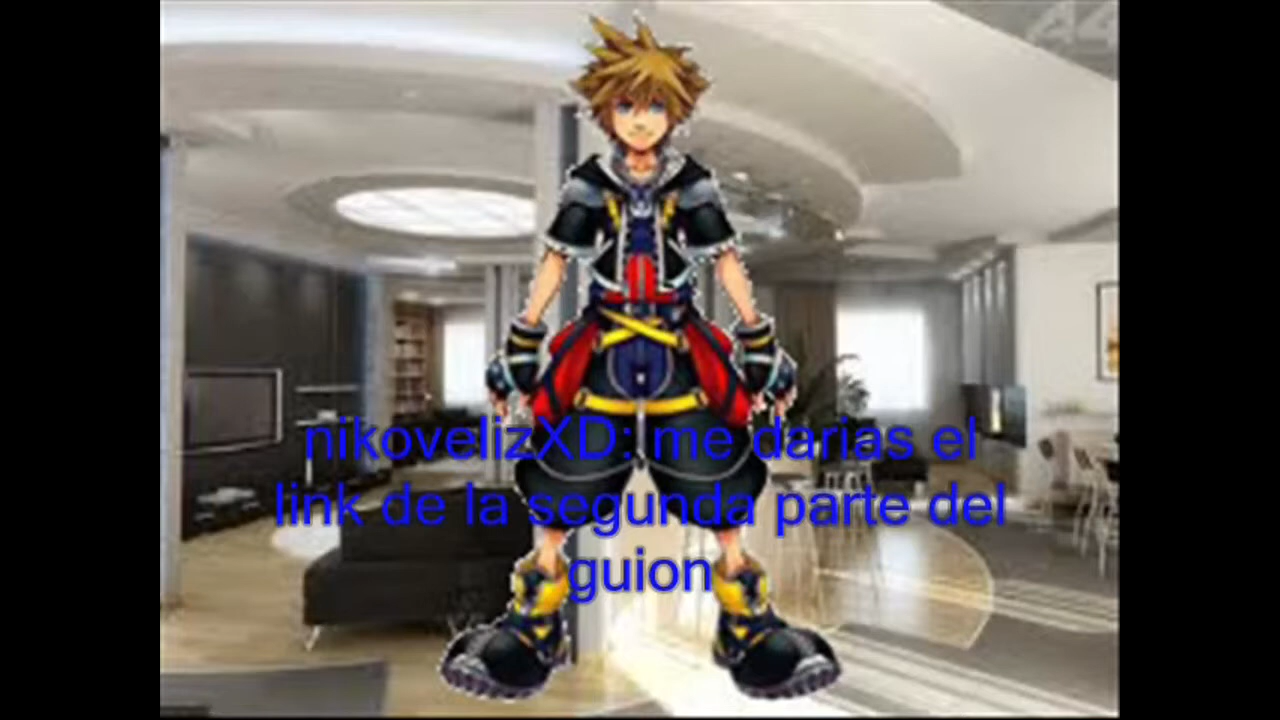 nikovelizXD: me darias el
link de la segunda parte del
guion